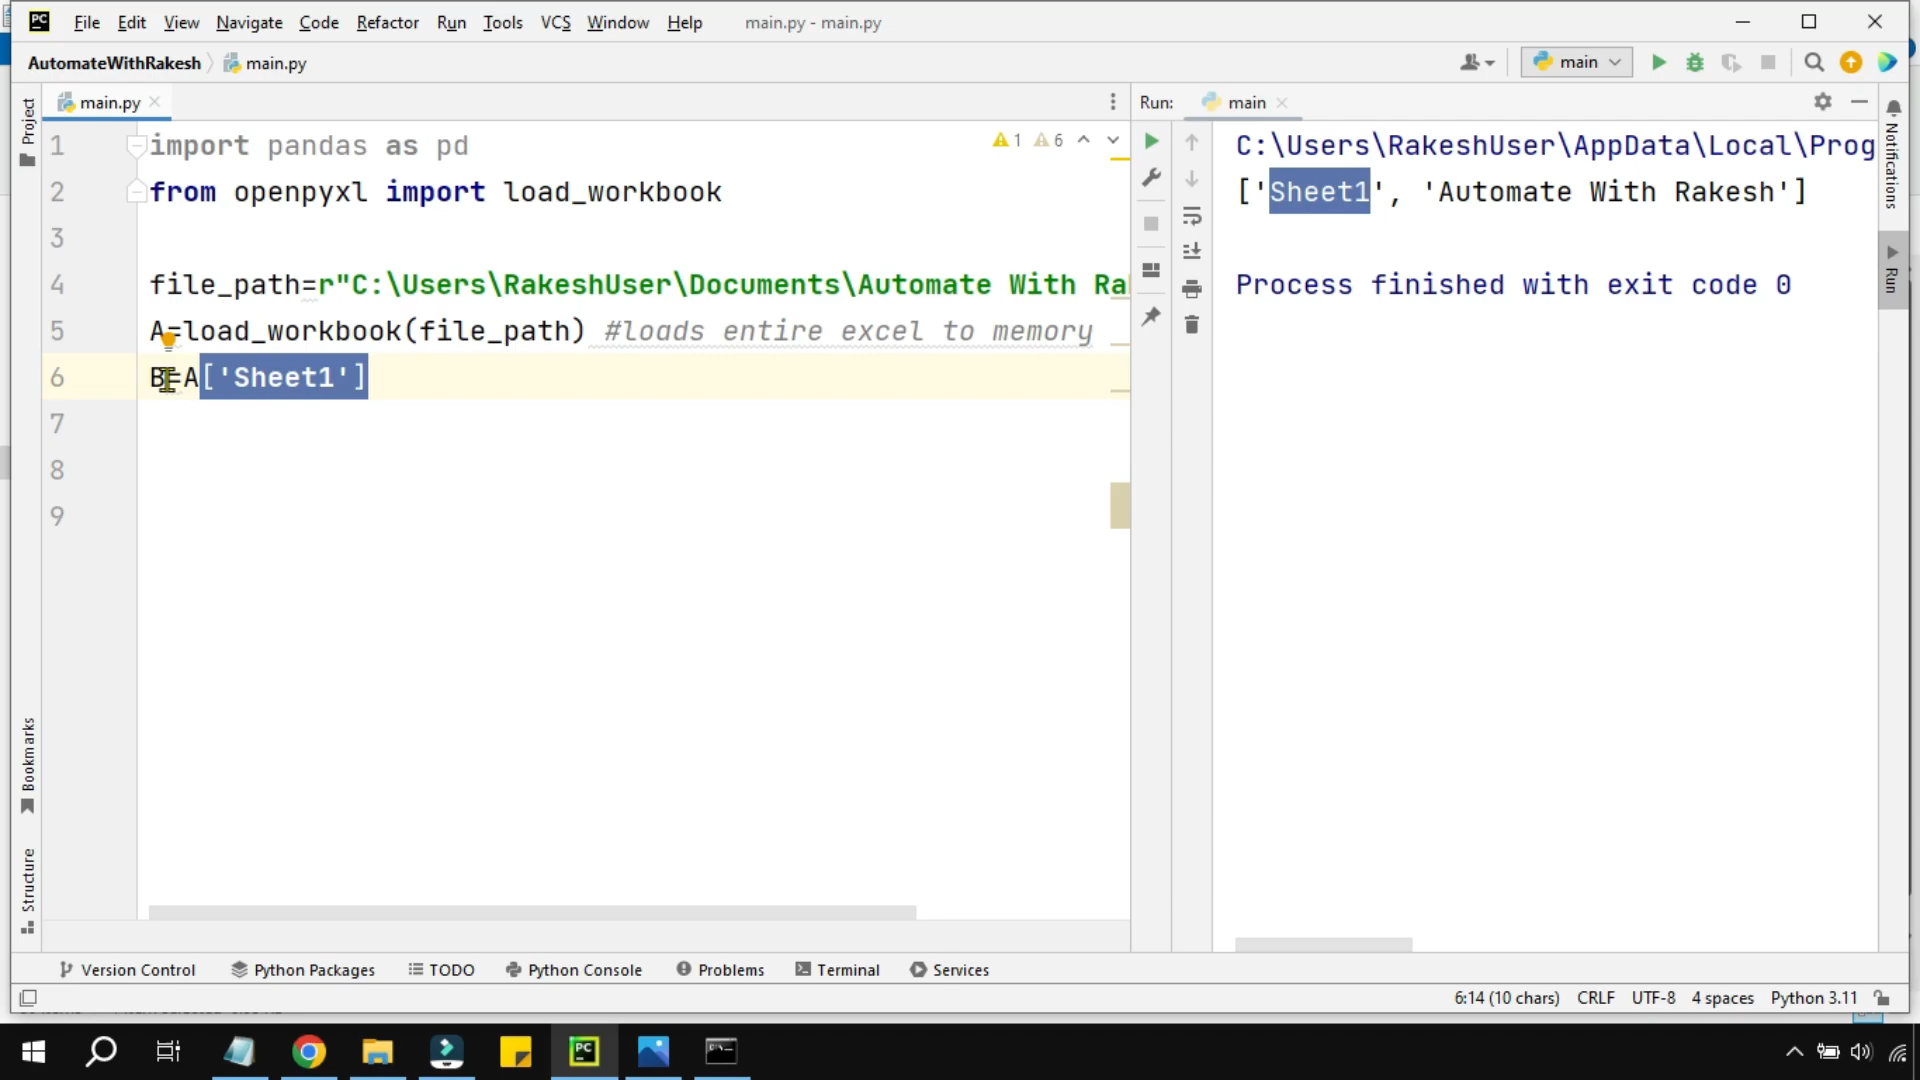 PC File Edit View Navigate Code Refactor Run Tools VCS Window Help main.py - main.py
AutomateWithRakesh main.py main
main.py Run: main
Project
Notifications
Run
1 import pandas as pd 1 6
2 from openpyxl import load_workbook
3
4 file_path=r"C:\Users\RakeshUser\Documents\Automate With Ra
5 A=load_workbook(file_path) #loads entire excel to memory
6 B=A['Sheet1']
7
8
9
C:\Users\RakeshUser\AppData\Local\Prog
['Sheet1', 'Automate With Rakesh']
Process finished with exit code 0
Bookmarks
Structure
Version Control Python Packages TODO Python Console Problems Terminal Services
6:14 (10 chars) CRLF UTF-8 4 spaces Python 3.11
PC